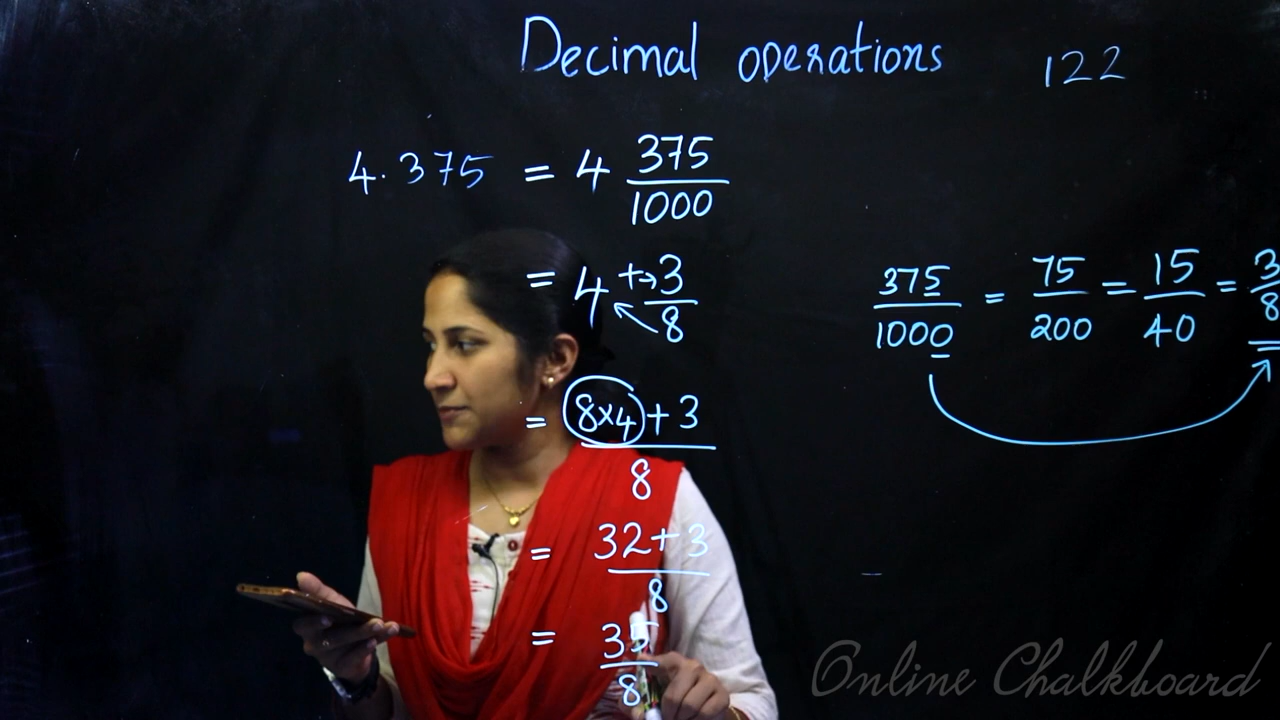 Decimal operations 122
4.375 = 4 375/1000
= 4 + 3/8
375/1000 = 75/200 = 15/40 = 3/8
= 8×4 + 3 / 8
= 32 + 3 / 8
= 35/8
Online Chalkboard